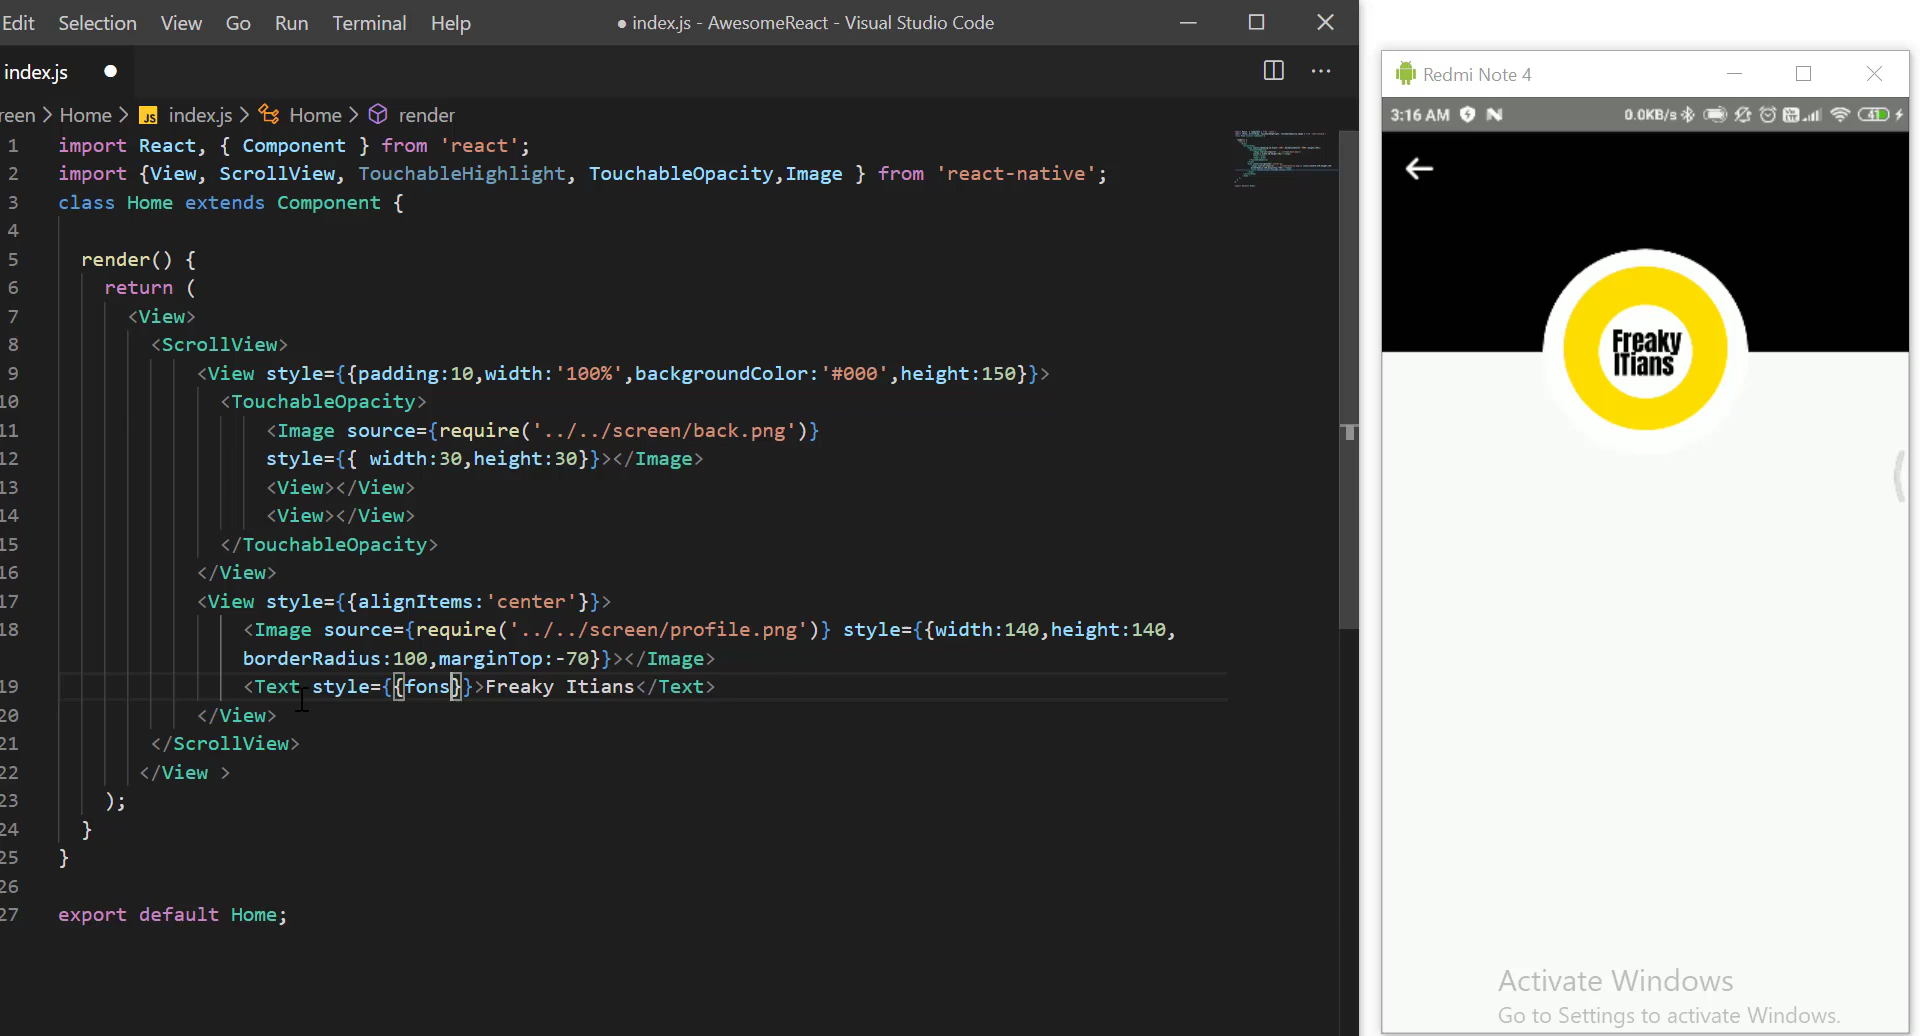 Edit Selection View Go Run Terminal Help ● index.js - AwesomeReact - Visual Studio Code
index.js ●
reen > Home > JS index.js > Home > render
1 import React, { Component } from 'react';
2 import {View, ScrollView, TouchableHighlight, TouchableOpacity,Image } from 'react-native';
3 class Home extends Component {
4
5 render() {
6 return (
7 <View>
8 <ScrollView>
9 <View style={{padding:10,width:'100%',backgroundColor:'#000',height:150}}>
10 <TouchableOpacity>
11 <Image source={require('../../screen/back.png')}
12 style={{ width:30,height:30}}></Image>
13 <View></View>
14 <View></View>
15 </TouchableOpacity>
16 </View>
17 <View style={{alignItems:'center'}}>
18 <Image source={require('../../screen/profile.png')} style={{width:140,height:140,
borderRadius:100,marginTop:-70}}></Image>
19 <Text style={{fons}}>Freaky Itians</Text>
20 </View>
21 </ScrollView>
22 </View >
23 );
24 }
25 }
26
27 export default Home;
Redmi Note 4
3:16 AM 0.0KB/s 41
Freaky
ITians
Activate Windows
Go to Settings to activate Windows.